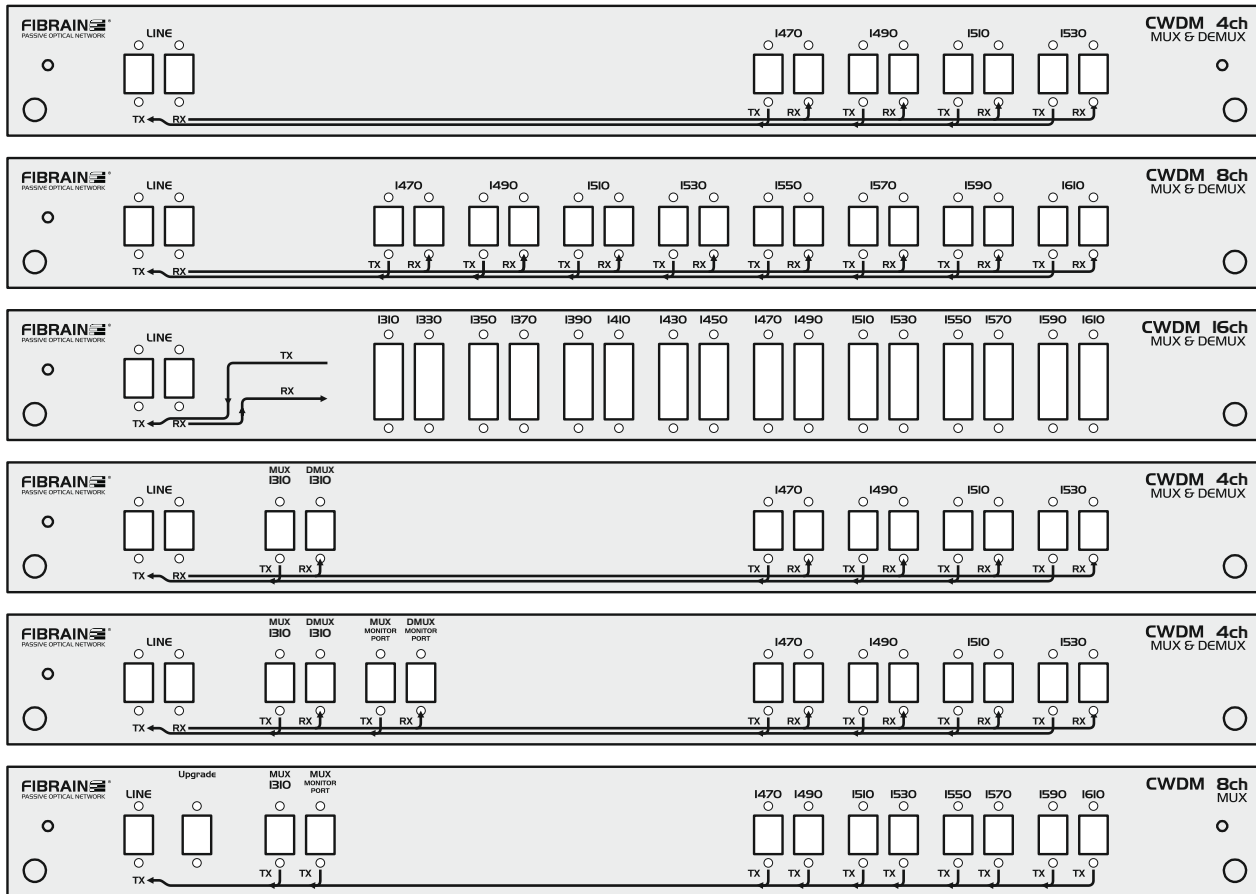 FIBRAIN®
PASSIVE OPTICAL NETWORK
LINE
1470 1490 1510 1530
CWDM 4ch
MUX & DEMUX
TX RX TX RX TX RX TX RX TX RX
FIBRAIN®
PASSIVE OPTICAL NETWORK
LINE
1470 1490 1510 1530 1550 1570 1590 1610
CWDM 8ch
MUX & DEMUX
TX RX TX RX TX RX TX RX TX RX TX RX TX RX TX RX TX RX
FIBRAIN®
PASSIVE OPTICAL NETWORK
LINE
1310 1330 1350 1370 1390 1410 1430 1450 1470 1490 1510 1530 1550 1570 1590 1610
CWDM 16ch
MUX & DEMUX
TX
RX
TX RX
FIBRAIN®
PASSIVE OPTICAL NETWORK
LINE
MUX DMUX
1310 1310
1470 1490 1510 1530
CWDM 4ch
MUX & DEMUX
TX RX TX RX TX RX TX RX TX RX TX RX
FIBRAIN®
PASSIVE OPTICAL NETWORK
LINE
MUX DMUX MUX DMUX
1310 1310 MONITOR MONITOR
PORT PORT
1470 1490 1510 1530
CWDM 4ch
MUX & DEMUX
TX RX TX RX TX RX TX RX TX RX TX RX TX RX
FIBRAIN®
PASSIVE OPTICAL NETWORK
LINE
Upgrade
MUX MUX
1310 MONITOR
PORT
1470 1490 1510 1530 1550 1570 1590 1610
CWDM 8ch
MUX
TX TX TX TX TX TX TX TX TX TX TX